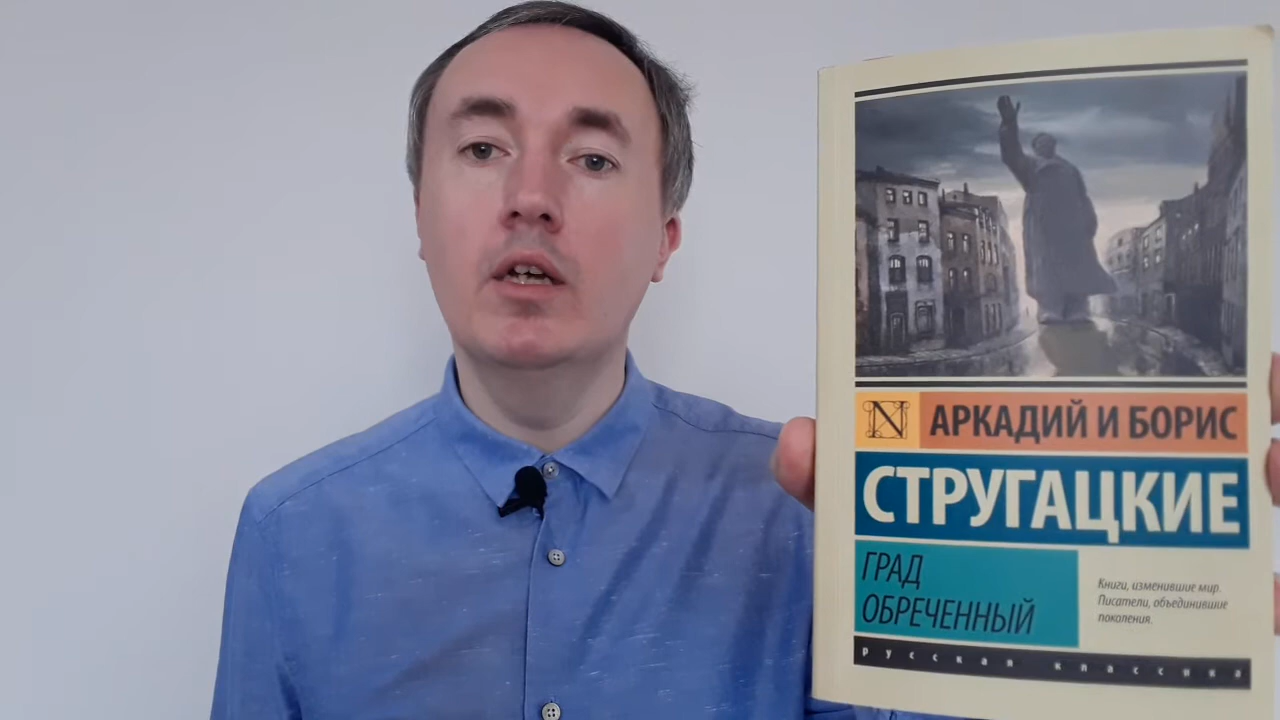 N
АРКАДИЙ И БОРИС
СТРУГАЦКИЕ
ГРАД
ОБРЕЧЕННЫЙ
Книги, изменившие мир.
Писатели, объединившие
поколения.
русская классика